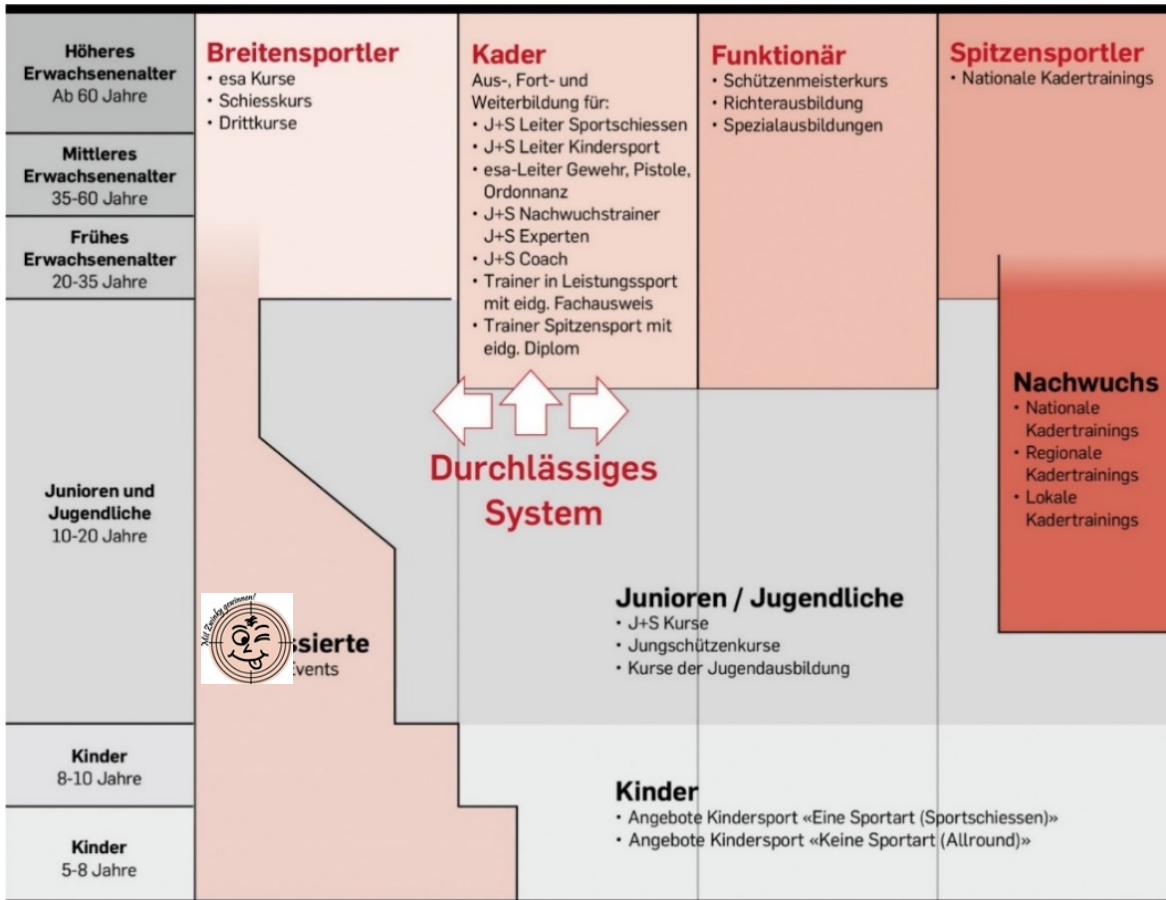 Höheres
Erwachsenenalter
Ab 60 Jahre
Mittleres
Erwachsenenalter
35-60 Jahre
Frühes
Erwachsenenalter
20-35 Jahre
Junioren und
Jugendliche
10-20 Jahre
Kinder
8-10 Jahre
Kinder
5-8 Jahre
Breitensportler
• esa Kurse
• Schiesskurs
• Drittkurse
Kader
Aus-, Fort- und
Weiterbildung für:
• J+S Leiter Sportschiessen
• J+S Leiter Kindersport
• esa-Leiter Gewehr, Pistole,
Ordonnanz
• J+S Nachwuchstrainer
J+S Experten
• J+S Coach
• Trainer in Leistungssport
mit eidg. Fachausweis
• Trainer Spitzensport mit
eidg. Diplom
Funktionär
• Schützenmeisterkurs
• Richterausbildung
• Spezialausbildungen
Spitzensportler
• Nationale Kadertrainings
Nachwuchs
• Nationale
Kadertrainings
• Regionale
Kadertrainings
• Lokale
Kadertrainings
Durchlässiges
System
Mit Zwinky gewinnen!
ssierte
Events
Junioren / Jugendliche
• J+S Kurse
• Jungschützenkurse
• Kurse der Jugendausbildung
Kinder
• Angebote Kindersport «Eine Sportart (Sportschiessen)»
• Angebote Kindersport «Keine Sportart (Allround)»